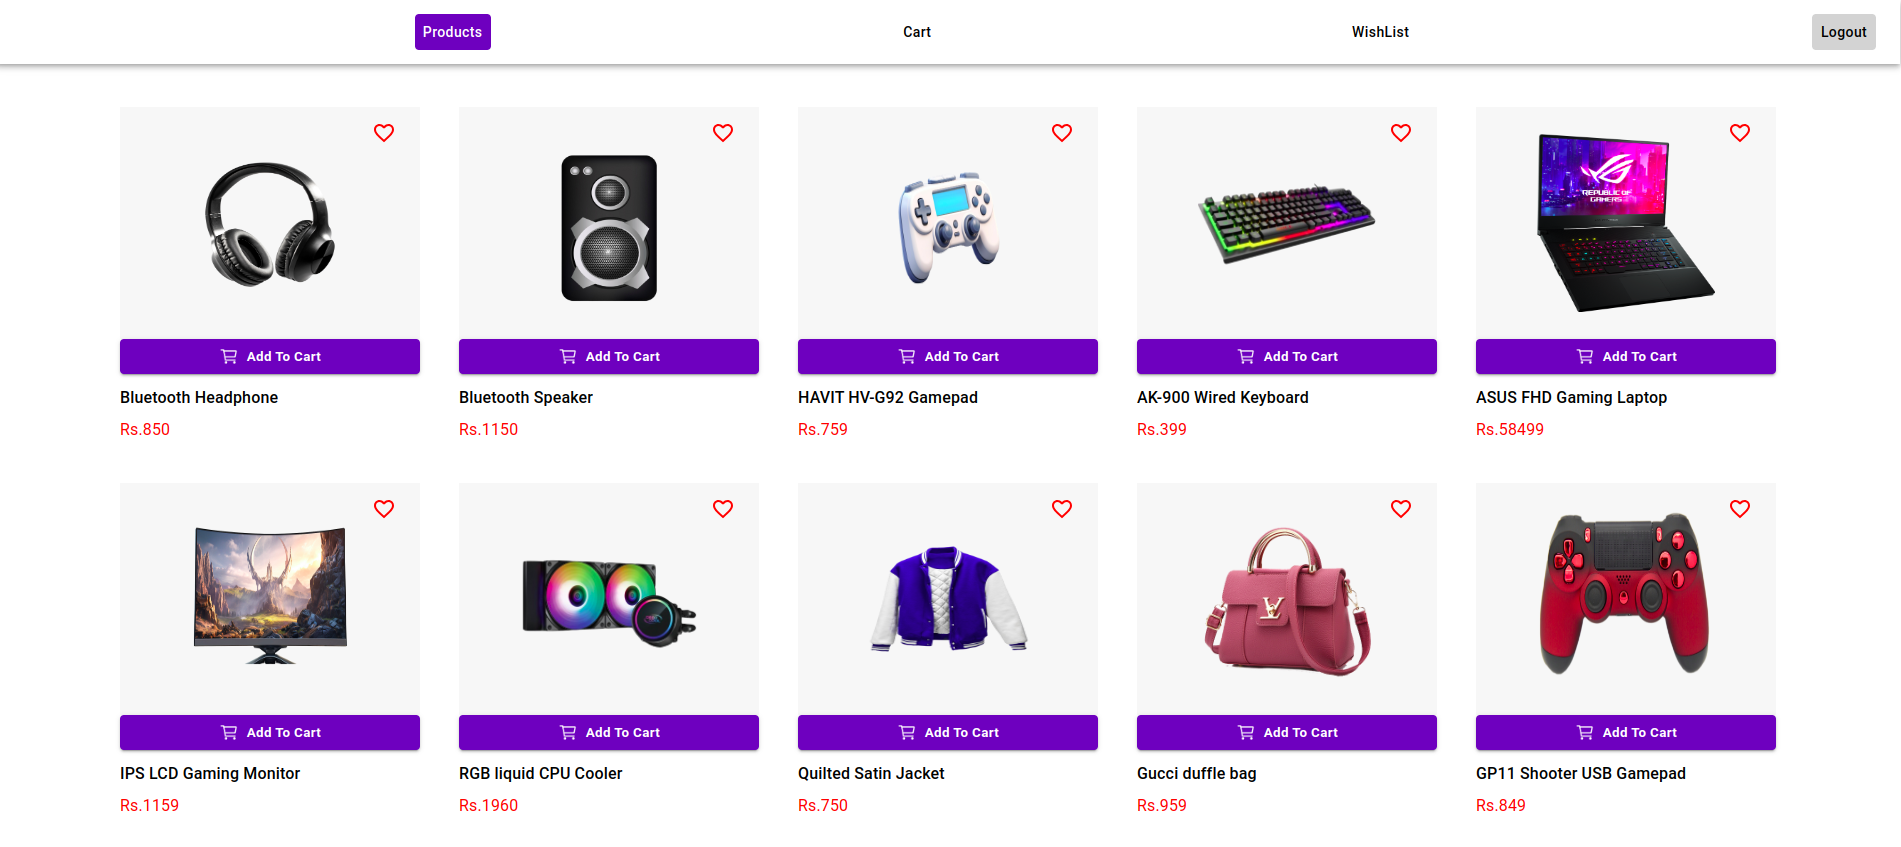 Products
Cart
WishList
Logout
REPUBLIC OF
GAMERS
Add To Cart
Add To Cart
Add To Cart
Add To Cart
Add To Cart
Bluetooth Headphone
Bluetooth Speaker
HAVIT HV-G92 Gamepad
AK-900 Wired Keyboard
ASUS FHD Gaming Laptop
Rs.850
Rs.1150
Rs.759
Rs.399
Rs.58499
Add To Cart
Add To Cart
Add To Cart
Add To Cart
Add To Cart
IPS LCD Gaming Monitor
RGB liquid CPU Cooler
Quilted Satin Jacket
Gucci duffle bag
GP11 Shooter USB Gamepad
Rs.1159
Rs.1960
Rs.750
Rs.959
Rs.849